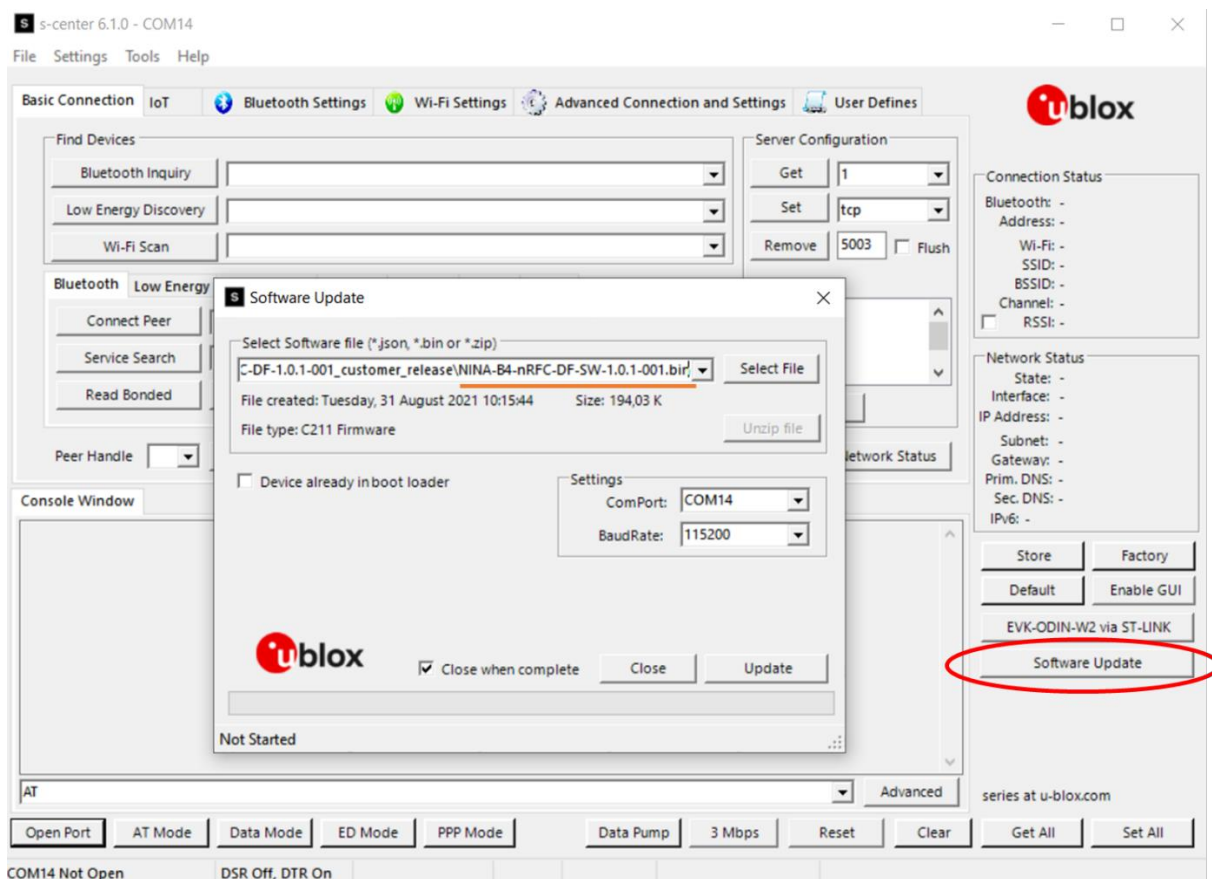 s-center 6.1.0 - COM14
File Settings Tools Help
Basic Connection IoT Bluetooth Settings Wi-Fi Settings Advanced Connection and Settings User Defines
ublox
Find Devices
Bluetooth Inquiry
Low Energy Discovery
Wi-Fi Scan
Server Configuration
Get 1
Set tcp
Remove 5003 Flush
Connection Status
Bluetooth: -
Address: -
Wi-Fi: -
SSID: -
BSSID: -
Channel: -
RSSI: -
Bluetooth Low Energy
Connect Peer
Service Search
Read Bonded
Peer Handle
Network Status
Network Status
State: -
Interface: -
IP Address: -
Subnet: -
Gateway: -
Prim. DNS: -
Sec. DNS: -
IPv6: -
Software Update
Select Software file (*.json, *.bin or *.zip)
C-DF-1.0.1-001_customer_release\NINA-B4-nRFC-DF-SW-1.0.1-001.bin
Select File
File created: Tuesday, 31 August 2021 10:15:44 Size: 194,03 K
File type: C211 Firmware
Unzip file
Device already in boot loader
Settings
ComPort: COM14
BaudRate: 115200
ublox
Close when complete Close Update
Not Started
Console Window
Store Factory
Default Enable GUI
EVK-ODIN-W2 via ST-LINK
Software Update
AT
Advanced
series at u-blox.com
Open Port AT Mode Data Mode ED Mode PPP Mode Data Pump 3 Mbps Reset Clear Get All Set All
COM14 Not Open DSR Off, DTR On